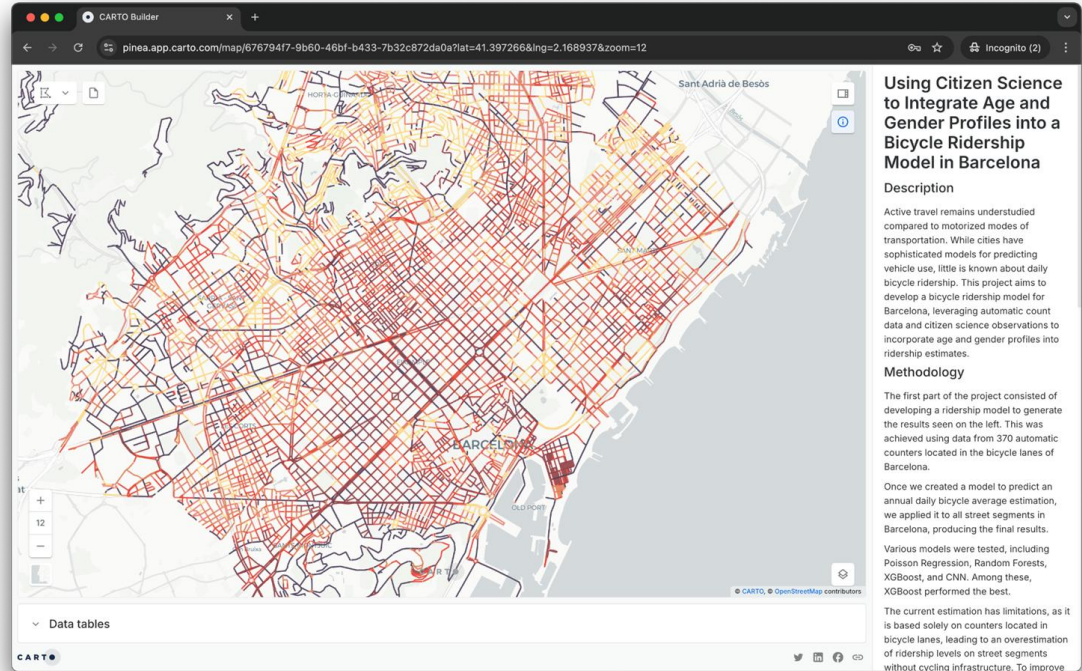 CARTO Builder
pinea.app.carto.com/map/676794f7-9b60-46bf-b433-7b32c872da0a?lat=41.397266&lng=2.168937&zoom=12
Incognito (2)
Sant Adrià de Besòs
BARCELONA
OLD PORT
+
12
−
© CARTO, © OpenStreetMap contributors
Data tables
CARTO
Using Citizen Science
to Integrate Age and
Gender Profiles into a
Bicycle Ridership
Model in Barcelona
Description
Active travel remains understudied
compared to motorized modes of
transportation. While cities have
sophisticated models for predicting
vehicle use, little is known about daily
bicycle ridership. This project aims to
develop a bicycle ridership model for
Barcelona, leveraging automatic count
data and citizen science observations to
incorporate age and gender profiles into
ridership estimates.
Methodology
The first part of the project consisted of
developing a ridership model to generate
the results seen on the left. This was
achieved using data from 370 automatic
counters located in the bicycle lanes of
Barcelona.
Once we created a model to predict an
annual daily bicycle average estimation,
we applied it to all street segments in
Barcelona, producing the final results.
Various models were tested, including
Poisson Regression, Random Forests,
XGBoost, and CNN. Among these,
XGBoost performed the best.
The current estimation has limitations, as it
is based solely on counters located in
bicycle lanes, leading to an overestimation
of ridership levels on street segments
without cycling infrastructure. To improve